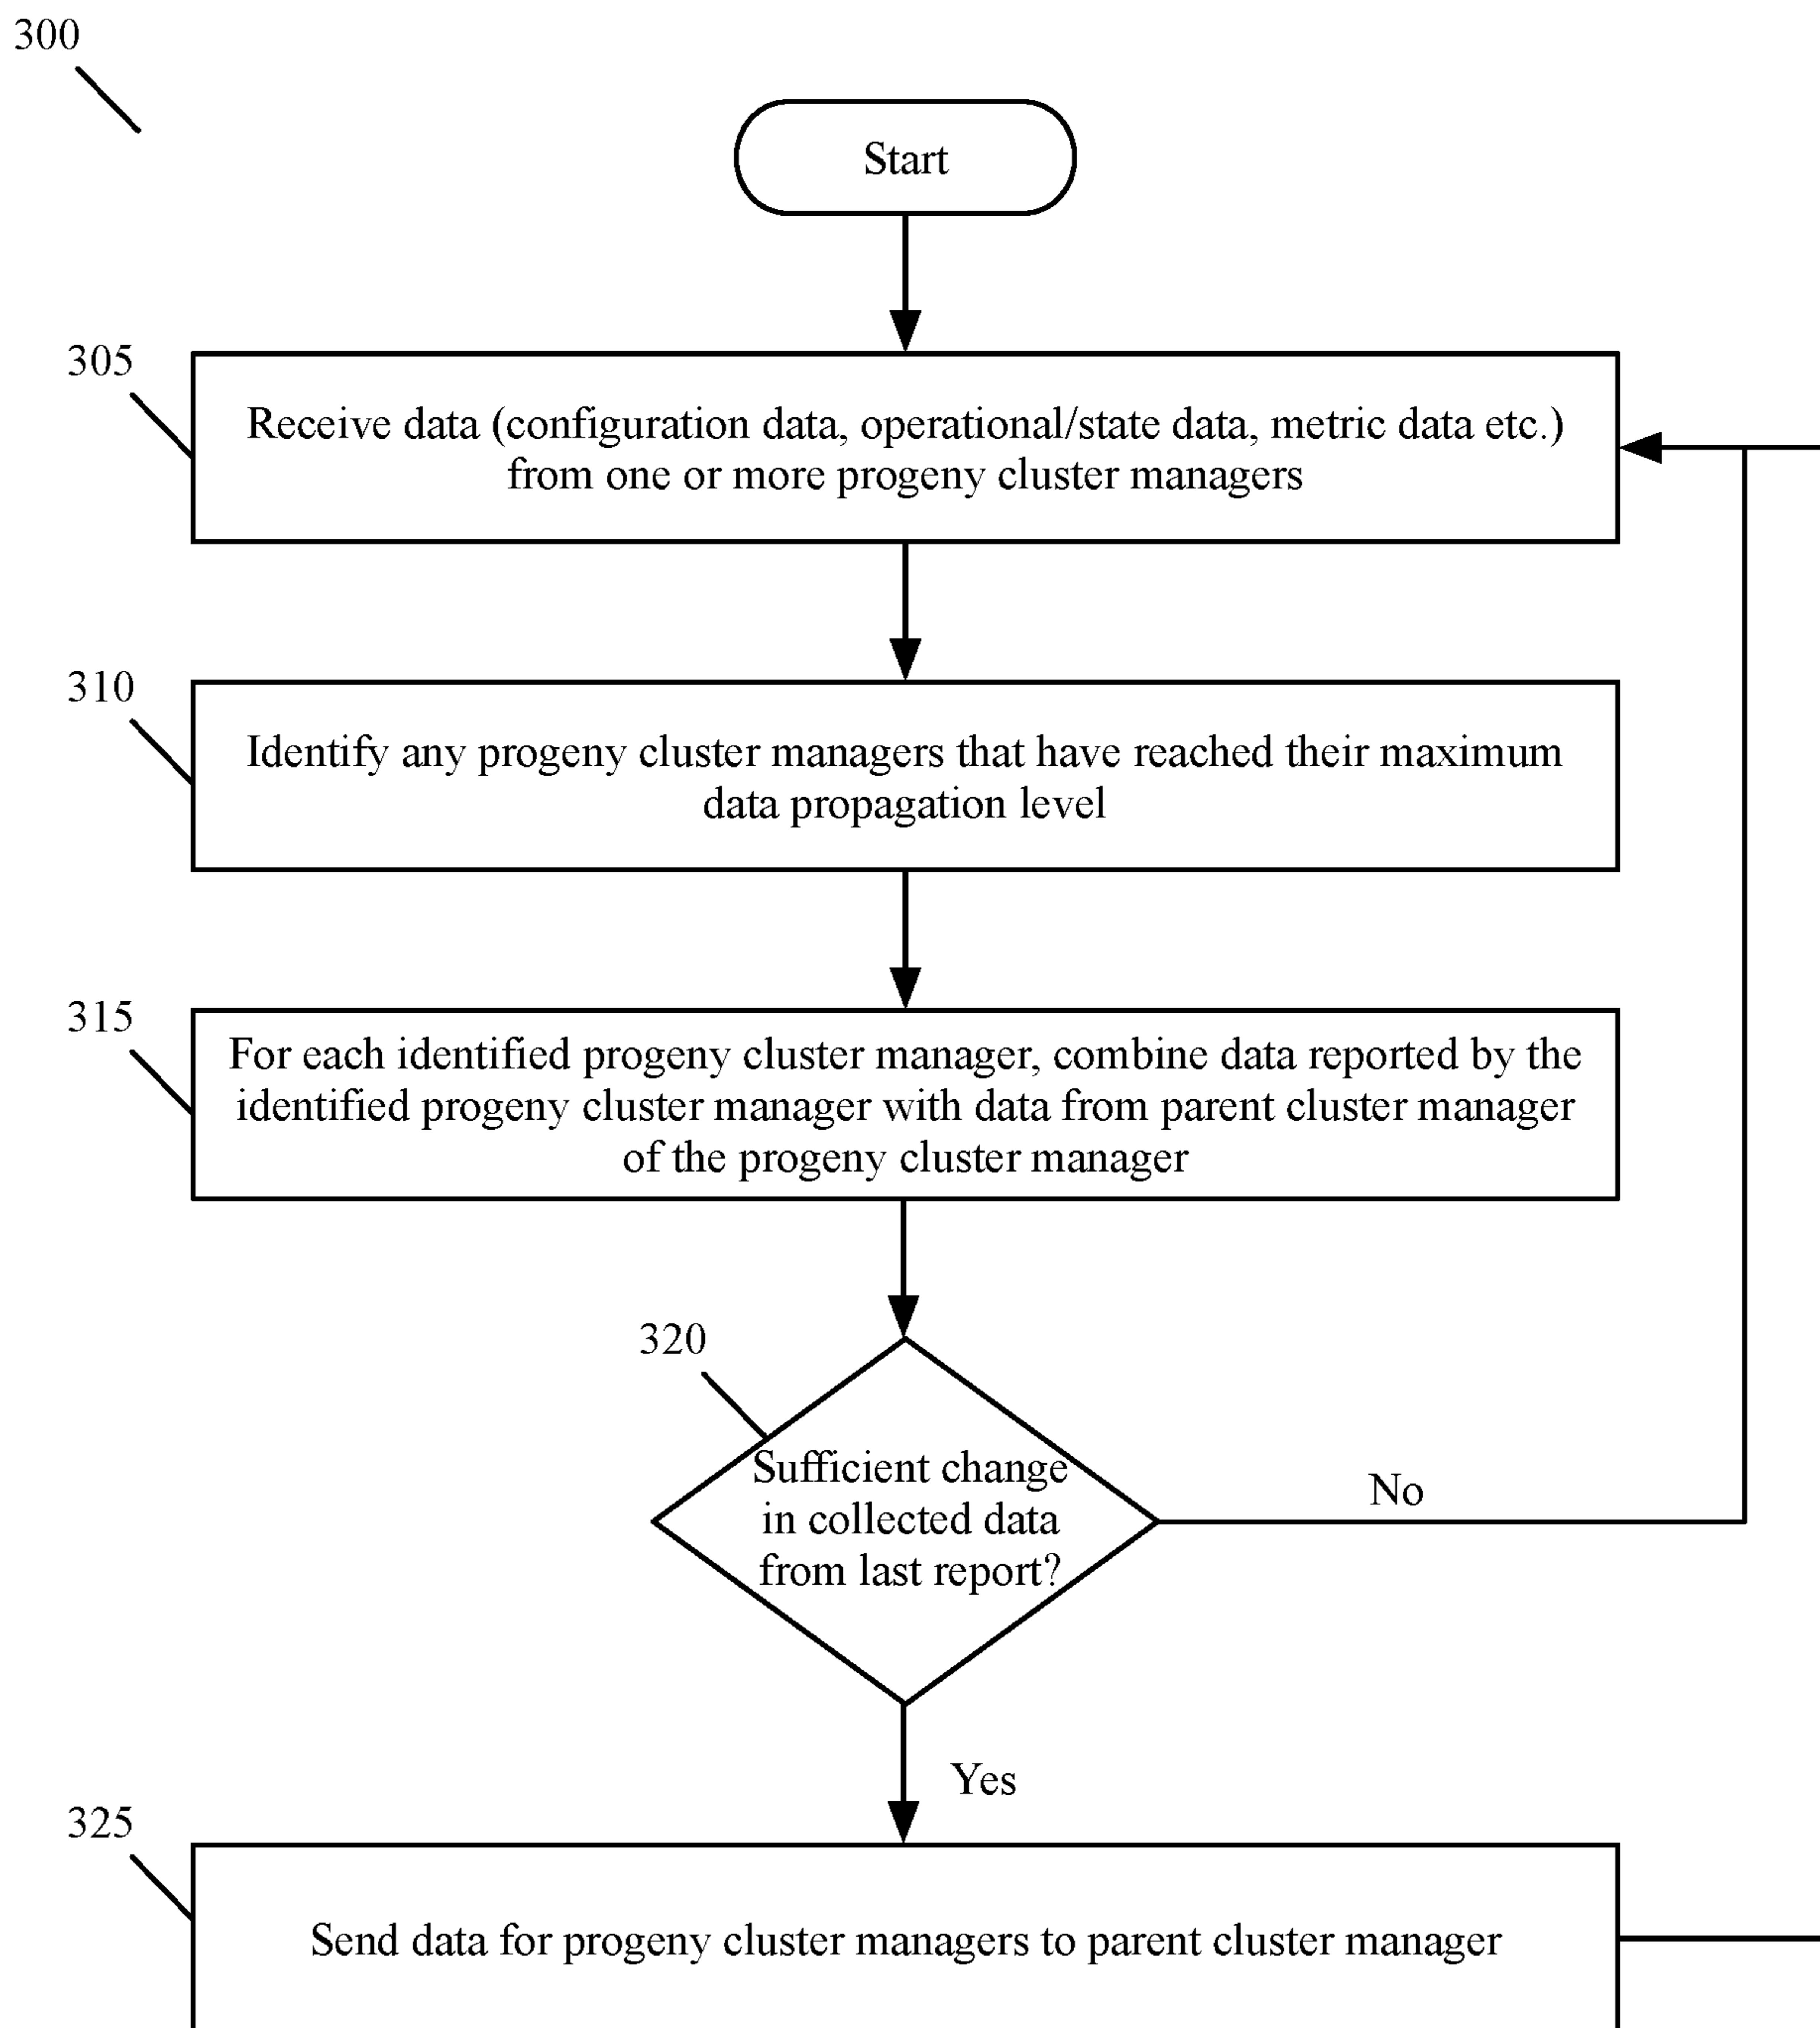 300
Start
305
Receive data (configuration data, operational/state data, metric data etc.)
from one or more progeny cluster managers
310
Identify any progeny cluster managers that have reached their maximum
data propagation level
315
For each identified progeny cluster manager, combine data reported by the
identified progeny cluster manager with data from parent cluster manager
of the progeny cluster manager
320
Sufficient change
in collected data
from last report?
No
Yes
325
Send data for progeny cluster managers to parent cluster manager